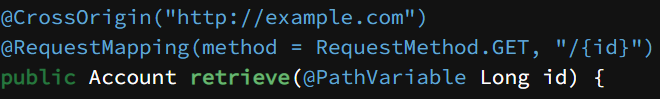 @CrossOrigin("http://example.com")
@RequestMapping(method = RequestMethod.GET, "/{id}")
public Account retrieve(@PathVariable Long id) {